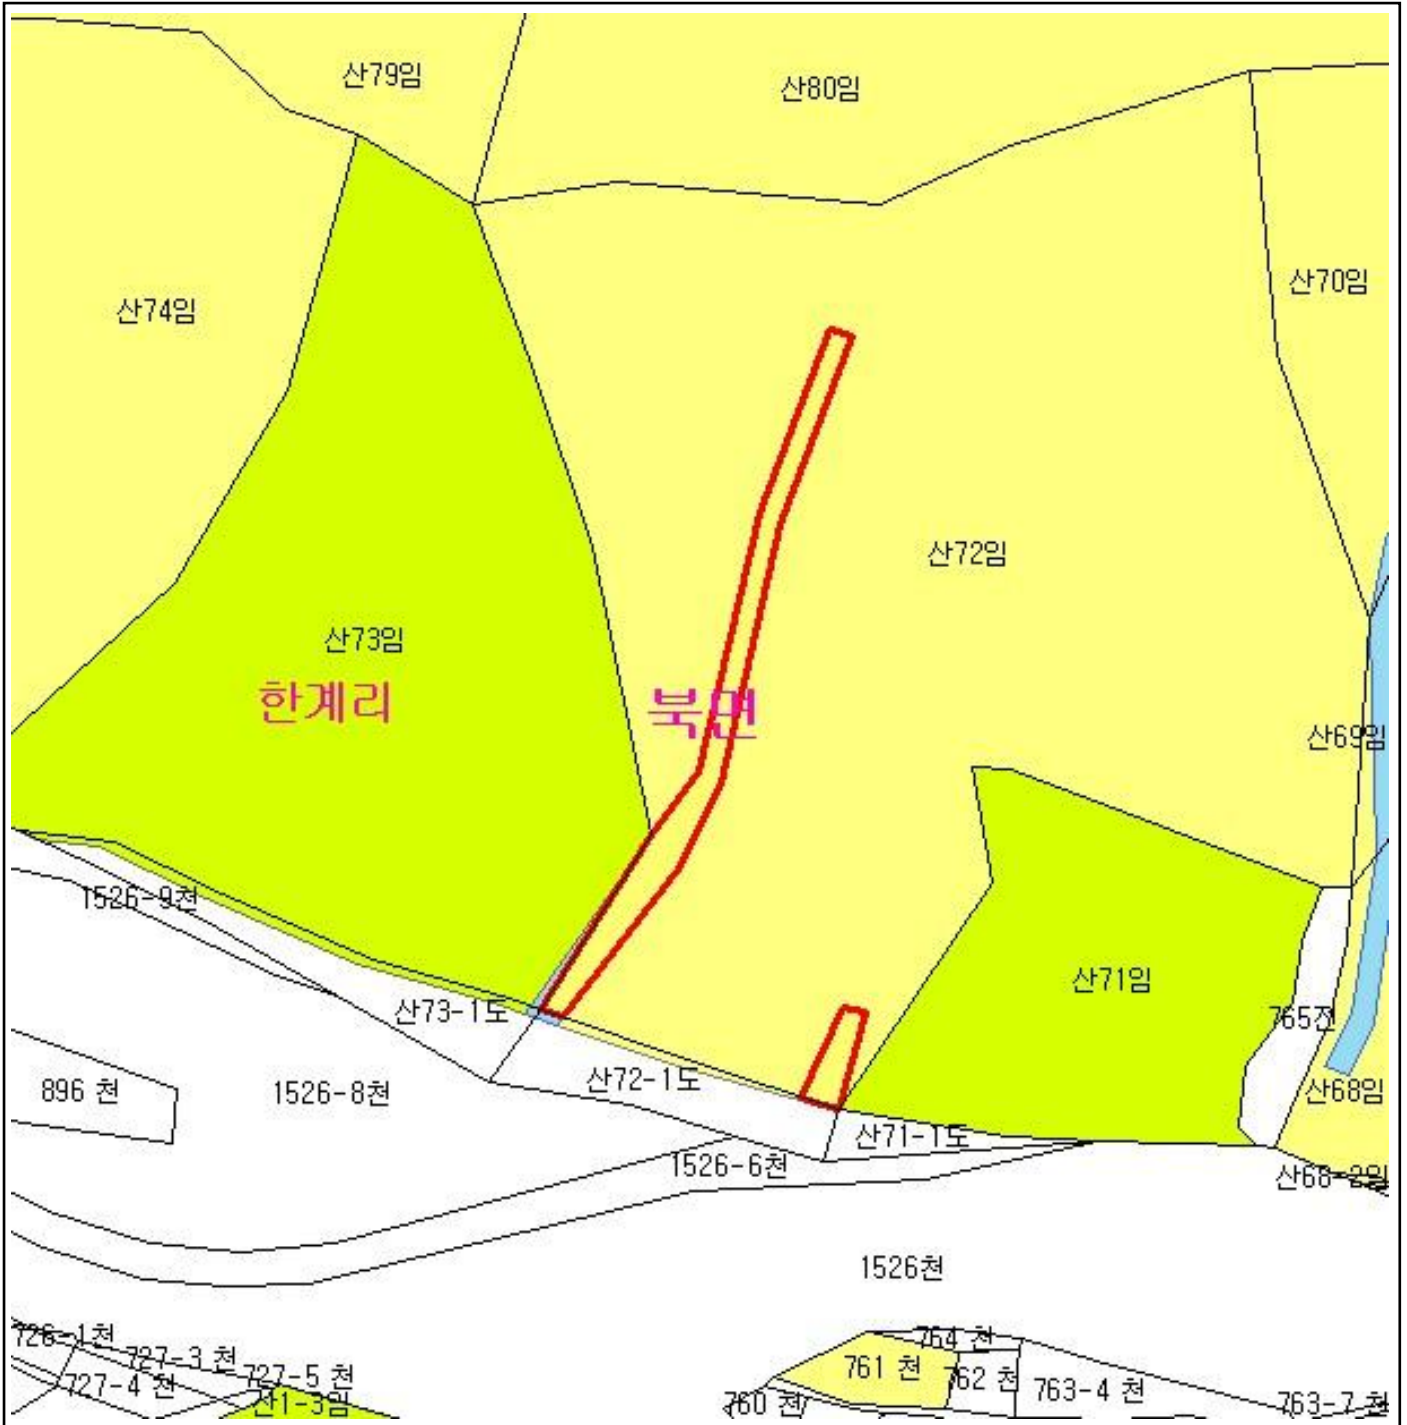 산79임
산80임
산70임
산74임
산72임
산73임
한계리
북면
산69임
1526-9천
산71임
산73-1도
765전
산72-1도
896 천
1526-8천
산68임
산71-1도
1526-6천
산68-2임
1526천
726-1천
727-3 천
764 천
727-5 천
761 천
762 천
727-4 천
763-4 천
산1-3임
760 천
763-7 천